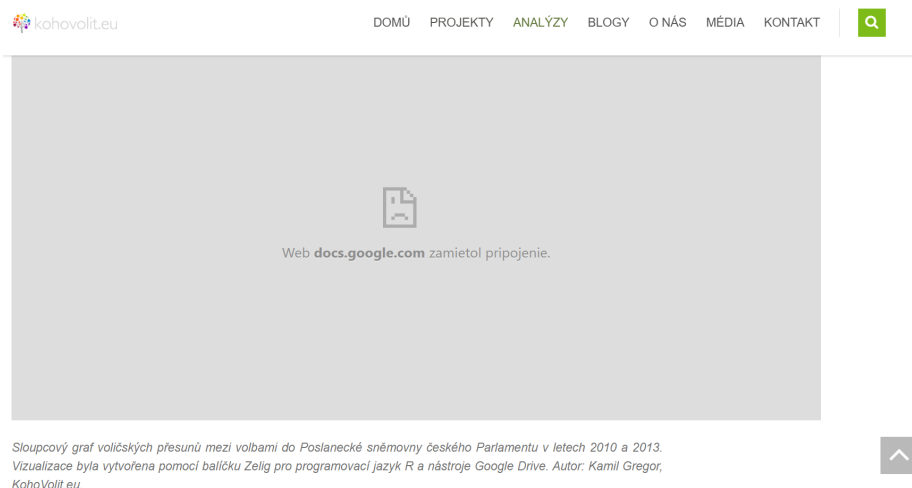 kohovolit.eu DOMŮ PROJEKTY ANALÝZY BLOGY O NÁS MÉDIA KONTAKT
Web docs.google.com zamietol pripojenie.
Sloupcový graf voličských přesunů mezi volbami do Poslanecké sněmovny českého Parlamentu v letech 2010 a 2013.
Vizualizace byla vytvořena pomocí balíčku Zelig pro programovací jazyk R a nástroje Google Drive. Autor: Kamil Gregor,
KohoVolit.eu